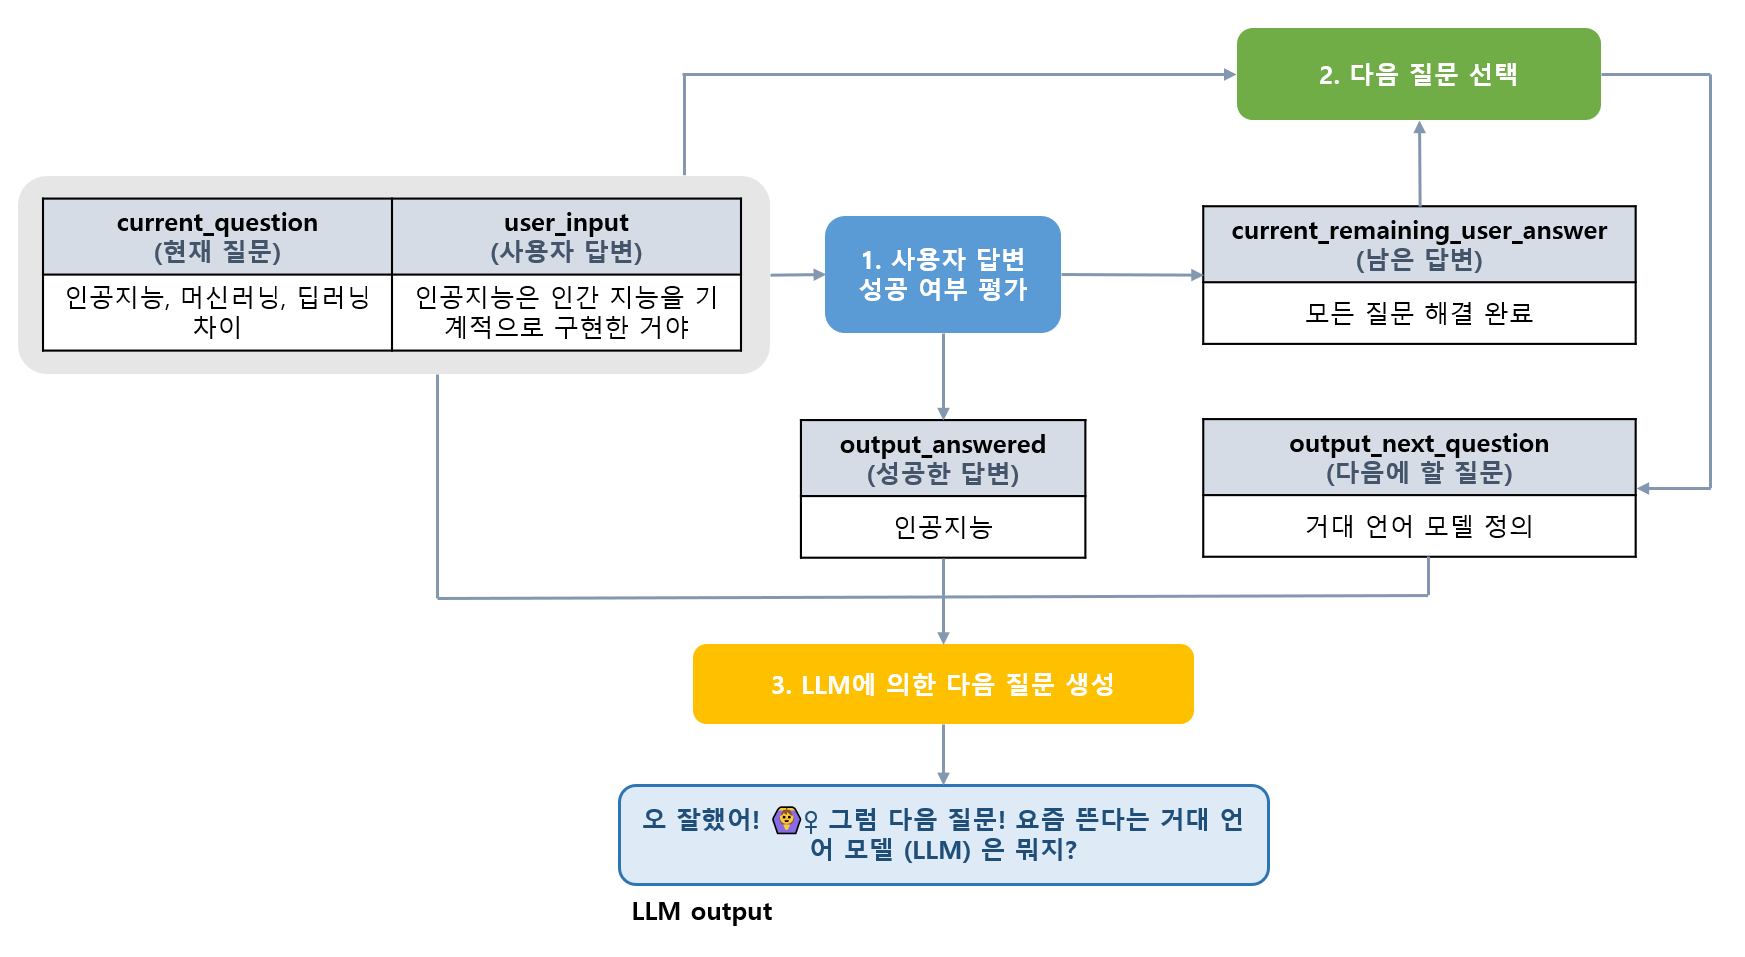 2. 다음 질문 선택
current_question
(현재 질문)
user_input
(사용자 답변)
인공지능, 머신러닝, 딥러닝
차이
인공지능은 인간 지능을 기
계적으로 구현한 거야
1. 사용자 답변
성공 여부 평가
current_remaining_user_answer
(남은 답변)
모든 질문 해결 완료
output_answered
(성공한 답변)
인공지능
output_next_question
(다음에 할 질문)
거대 언어 모델 정의
3. LLM에 의한 다음 질문 생성
오 잘했어! 🙆‍♀ 그럼 다음 질문! 요즘 뜬다는 거대 언
어 모델 (LLM) 은 뭐지?
LLM output